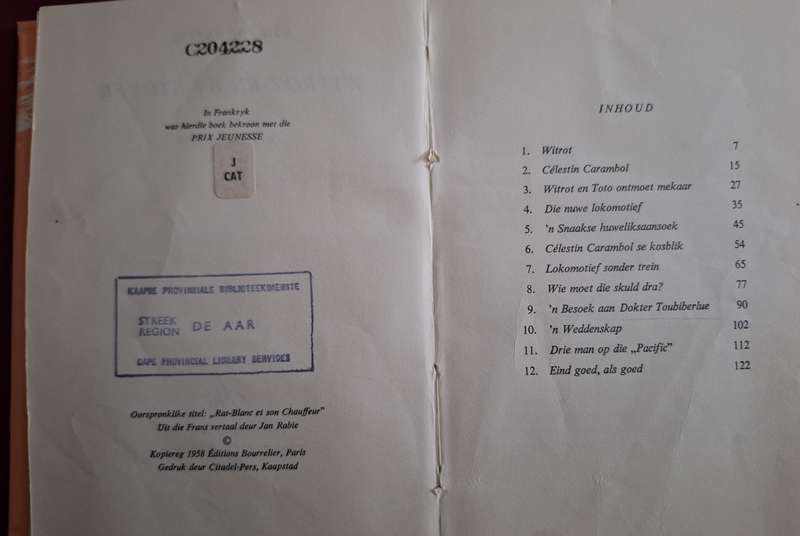 C204228
In Frankryk
was hierdie boek bekroon met die
PRIX JEUNESSE
J
CAT
KAAPSE PROVINSIALE BIBLIOTEEKDIENSTE
STREEK
REGION DE AAR
CAPE PROVINCIAL LIBRARY SERVICES
Oorspronklike titel: „Rat-Blanc et son Chauffeur”
Uit die Frans vertaal deur Jan Rabie
©
Kopiereg 1958 Éditions Bourrelier, Paris
Gedruk deur Citadel-Pers, Kaapstad
INHOUD
1. Witrot 7
2. Célestin Carambol 15
3. Witrot en Toto ontmoet mekaar 27
4. Die nuwe lokomotief 35
5. 'n Snaakse huweliksaansoek 45
6. Célestin Carambol se kosblik 54
7. Lokomotief sonder trein 65
8. Wie moet die skuld dra? 77
9. 'n Besoek aan Dokter Toubiberlue 90
10. 'n Weddenskap 102
11. Drie man op die „Pacific” 112
12. Eind goed, als goed 122